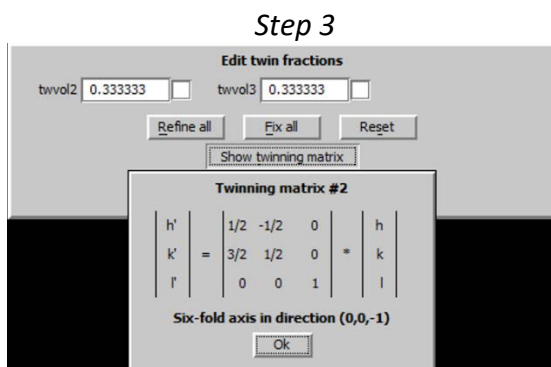 Step 3
Edit twin fractions
twvol2 0.333333 twvol3 0.333333
Refine all Fix all Reset
Show twinning matrix
Twinning matrix #2
h' 1/2 -1/2 0 h
k' = 3/2 1/2 0 * k
l' 0 0 1 l
Six-fold axis in direction (0,0,-1)
Ok